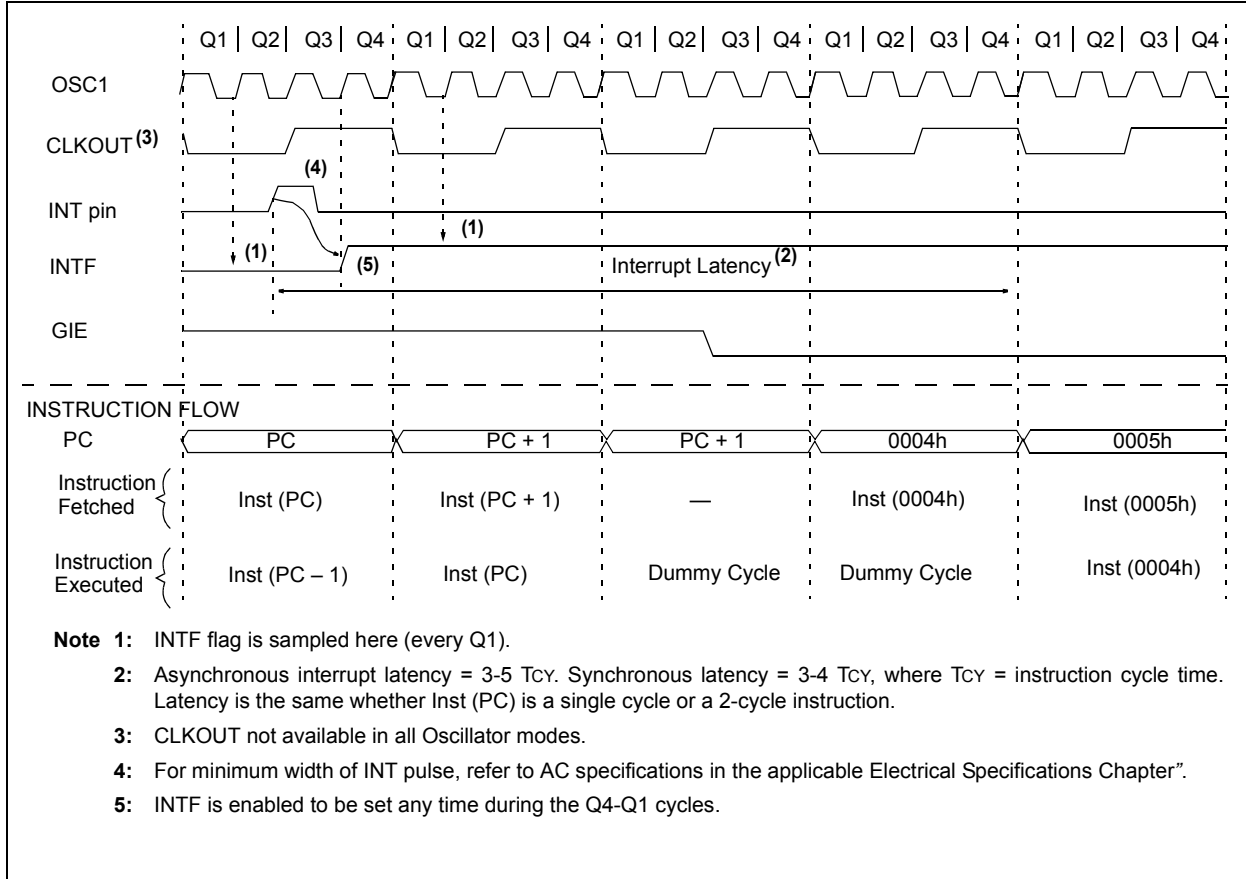 Q1 | Q2 | Q3 | Q4 Q1 | Q2 | Q3 | Q4 Q1 | Q2 | Q3 | Q4 Q1 | Q2 | Q3 | Q4 Q1 | Q2 | Q3 | Q4
OSC1
CLKOUT (3)
(4)
INT pin
(1)
(1)
INTF
(5)
Interrupt Latency (2)
GIE
INSTRUCTION FLOW
PC PC PC + 1 PC + 1 0004h 0005h
Instruction
Fetched
Inst (PC) Inst (PC + 1) — Inst (0004h) Inst (0005h)
Instruction
Executed
Inst (PC – 1) Inst (PC) Dummy Cycle Dummy Cycle Inst (0004h)
Note 1: INTF flag is sampled here (every Q1).
2: Asynchronous interrupt latency = 3-5 TCY. Synchronous latency = 3-4 TCY, where TCY = instruction cycle time.
Latency is the same whether Inst (PC) is a single cycle or a 2-cycle instruction.
3: CLKOUT not available in all Oscillator modes.
4: For minimum width of INT pulse, refer to AC specifications in the applicable Electrical Specifications Chapter”.
5: INTF is enabled to be set any time during the Q4-Q1 cycles.